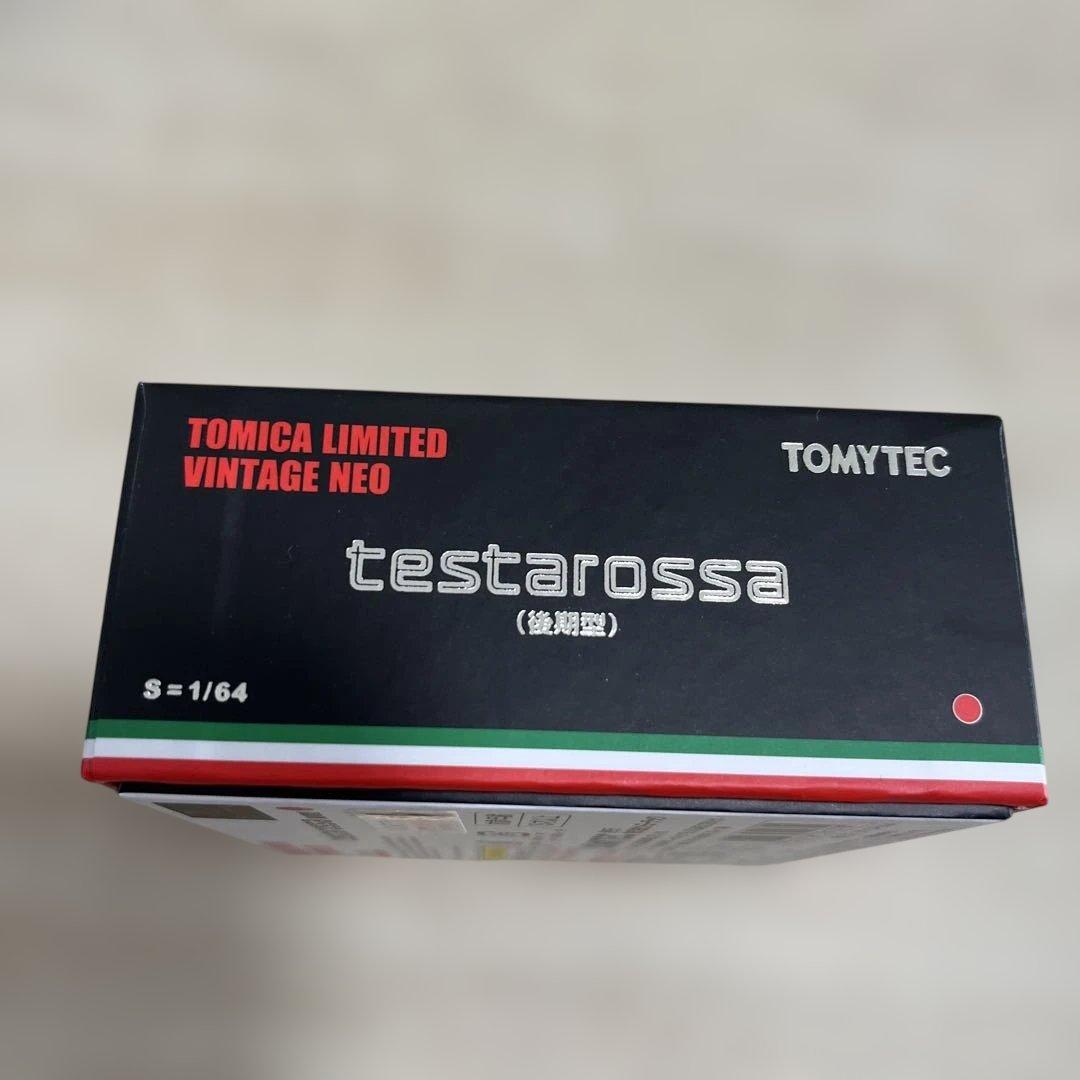 TOMICA LIMITED
VINTAGE NEO
TOMYTEC
testarossa
(後期型)
S=1/64